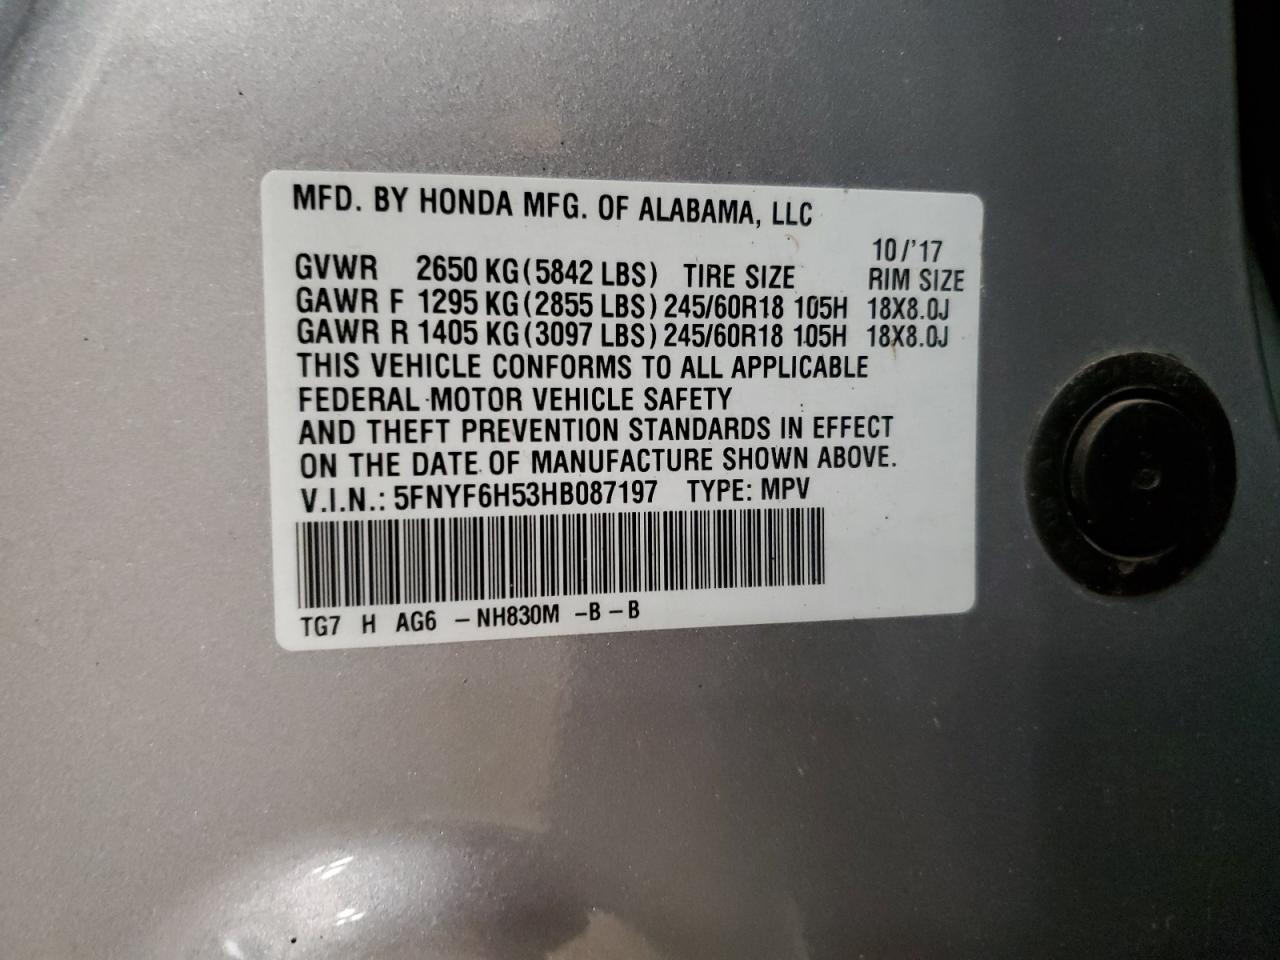 MFD. BY HONDA MFG. OF ALABAMA, LLC
10/'17
GVWR 2650 KG (5842 LBS) TIRE SIZE RIM SIZE
GAWR F 1295 KG (2855 LBS) 245/60R18 105H 18X8.0J
GAWR R 1405 KG (3097 LBS) 245/60R18 105H 18X8.0J
THIS VEHICLE CONFORMS TO ALL APPLICABLE
FEDERAL MOTOR VEHICLE SAFETY
AND THEFT PREVENTION STANDARDS IN EFFECT
ON THE DATE OF MANUFACTURE SHOWN ABOVE.
V.I.N.: 5FNYF6H53HB087197 TYPE: MPV
TG7 H AG6 -NH830M -B-B